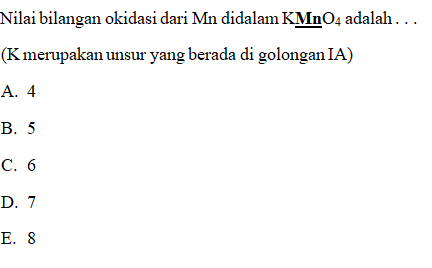 Nilai bilangan okidasi dari Mn didalam KMnO₄ adalah . . .
(K merupakan unsur yang berada di golongan IA)
A. 4
B. 5
C. 6
D. 7
E. 8